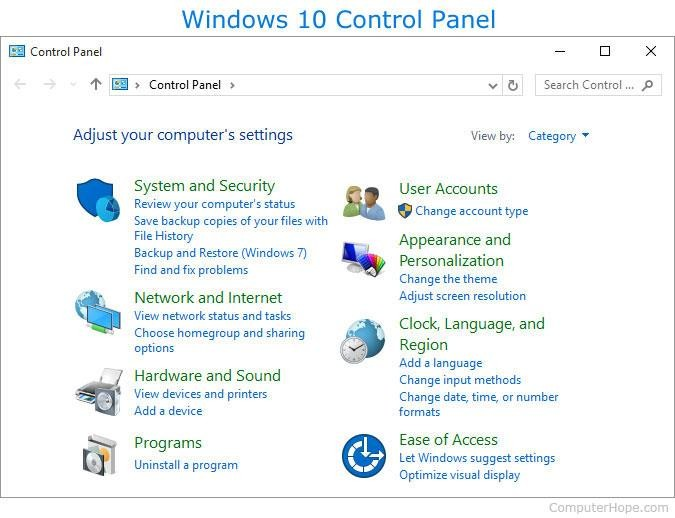 Windows 10 Control Panel
Control Panel
Control Panel
Search Control ...
Adjust your computer's settings
View by: Category
System and Security
Review your computer's status
Save backup copies of your files with
File History
Backup and Restore (Windows 7)
Find and fix problems
Network and Internet
View network status and tasks
Choose homegroup and sharing
options
Hardware and Sound
View devices and printers
Add a device
Programs
Uninstall a program
User Accounts
Change account type
Appearance and
Personalization
Change the theme
Adjust screen resolution
Clock, Language, and
Region
Add a language
Change input methods
Change date, time, or number
formats
Ease of Access
Let Windows suggest settings
Optimize visual display
ComputerHope.com